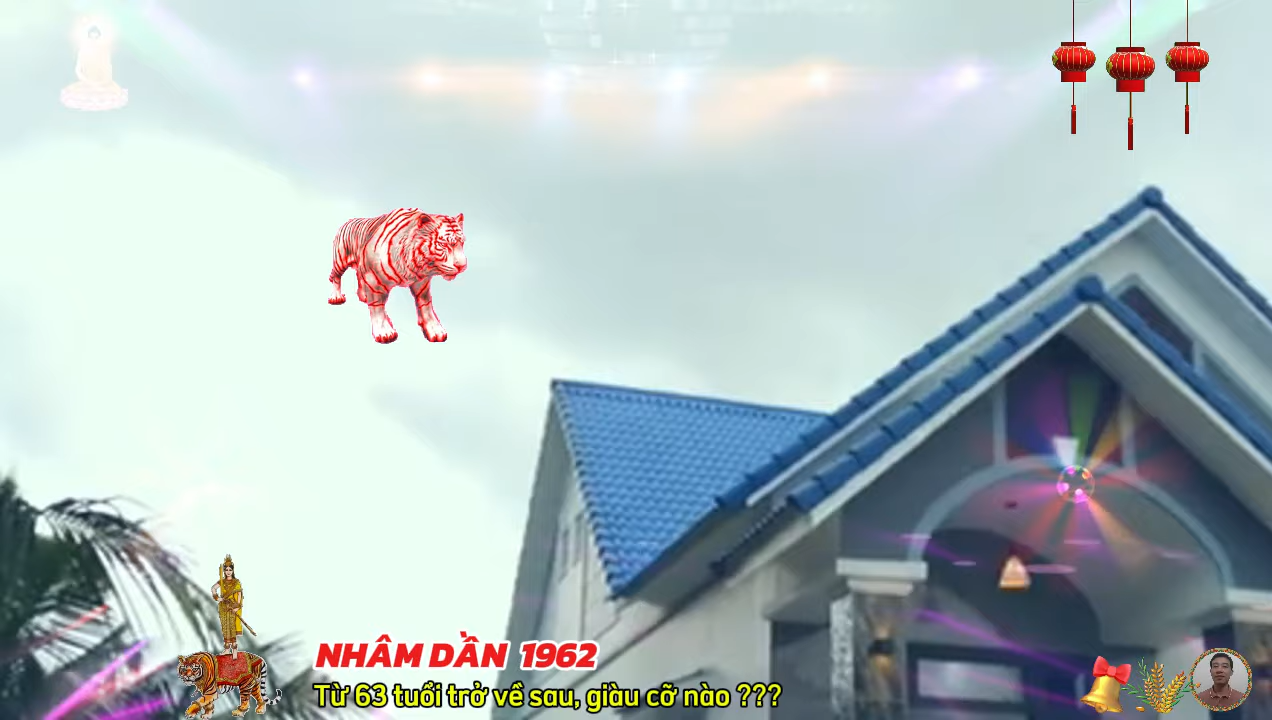 NHÂM DẦN 1962
Từ 63 tuổi trở về sau, giàu cỡ nào ???